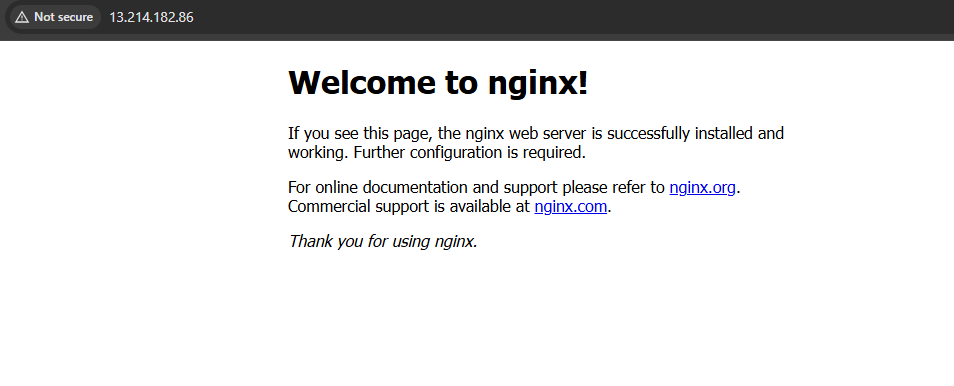 Not secure 13.214.182.86
Welcome to nginx!
If you see this page, the nginx web server is successfully installed and
working. Further configuration is required.
For online documentation and support please refer to nginx.org.
Commercial support is available at nginx.com.
Thank you for using nginx.